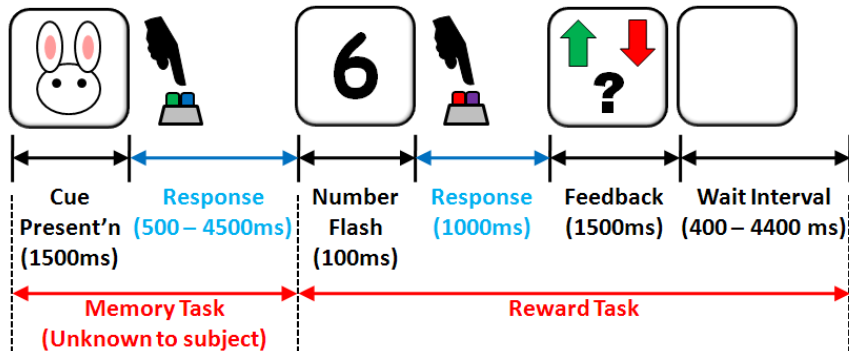 6
?
Cue
Present’n
(1500ms)
Response
(500 – 4500ms)
Number
Flash
(100ms)
Response
(1000ms)
Feedback
(1500ms)
Wait Interval
(400 – 4400 ms)
Memory Task
(Unknown to subject)
Reward Task